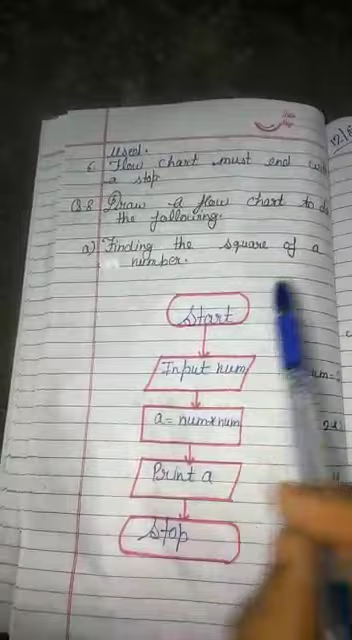 used.
6. Flow chart must end
a stop
Q.8 Draw a flow chart to do
the following.
a) Finding the square of a
number.
Start
Input num
a = num*num
Print a
Stop